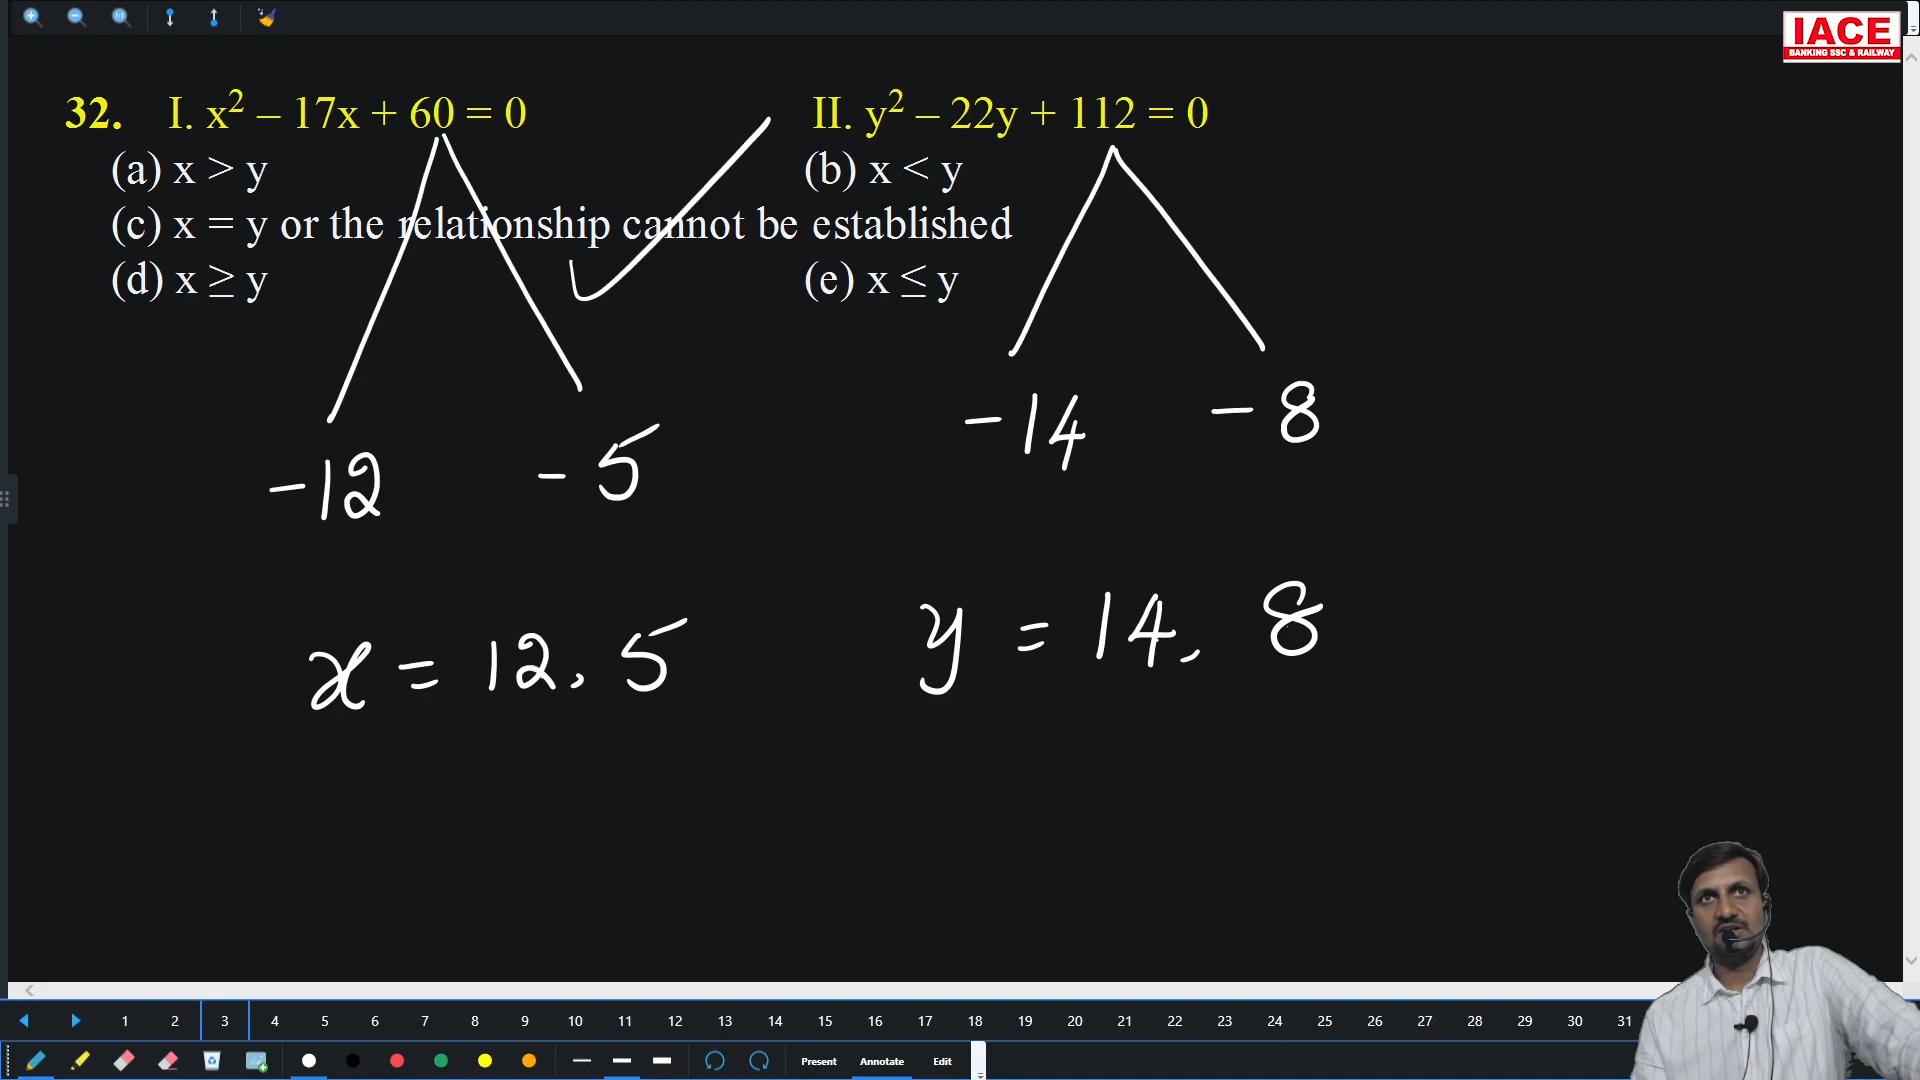 IACE
BANKING SSC & RAILWAY
32. I. x² – 17x + 60 = 0 II. y² – 22y + 112 = 0
(a) x > y (b) x < y
(c) x = y or the relationship cannot be established
(d) x ≥ y (e) x ≤ y
-12 -5 -14 -8
x = 12, 5 y = 14, 8
1 2 3 4 5 6 7 8 9 10 11 12 13 14 15 16 17 18 19 20 21 22 23 24 25 26 27 28 29 30 31
Present Annotate Edit